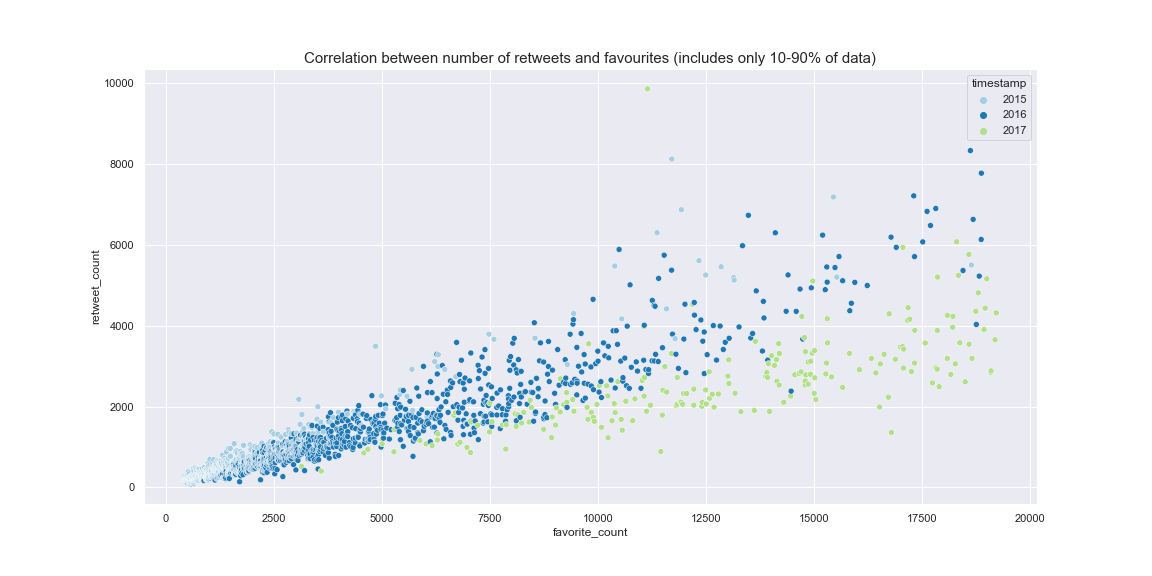 Correlation between number of retweets and favourites (includes only 10-90% of data)
10000
8000
6000
4000
2000
0
retweet_count
timestamp
2015
2016
2017
0 2500 5000 7500 10000 12500 15000 17500 20000
favorite_count